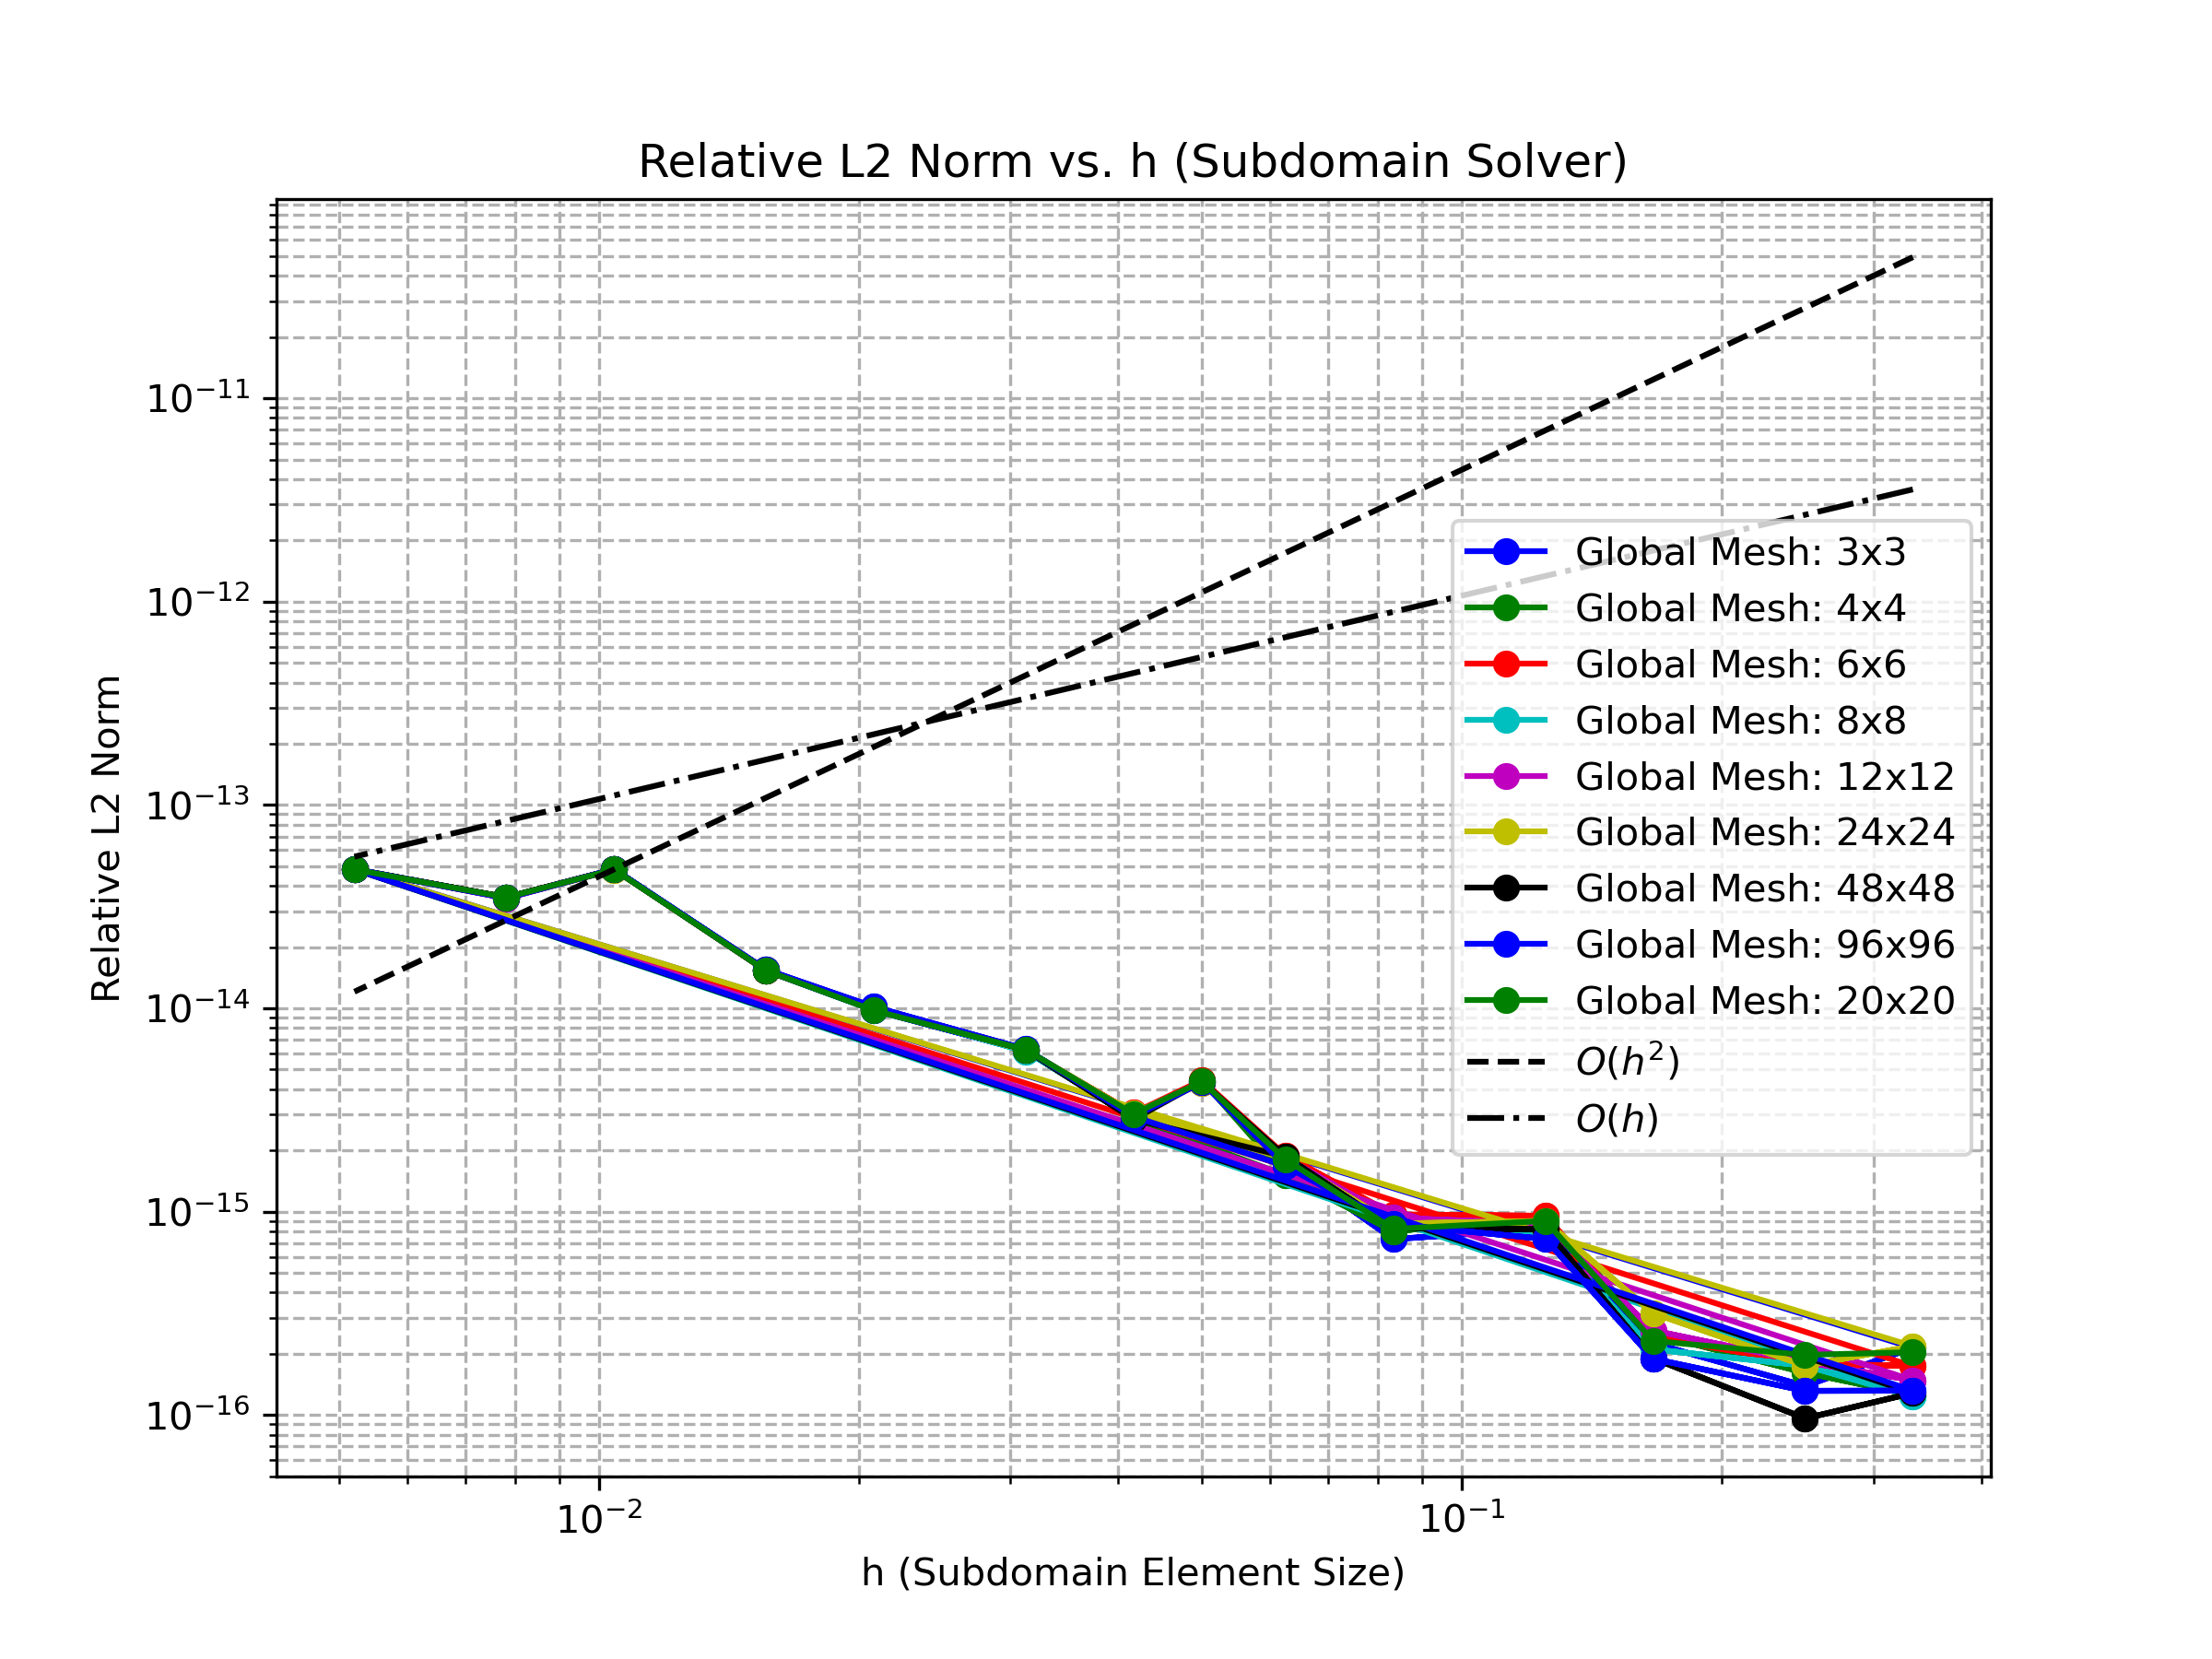 Relative L2 Norm vs. h (Subdomain Solver)
Relative L2 Norm
10⁻¹¹
10⁻¹²
10⁻¹³
10⁻¹⁴
10⁻¹⁵
10⁻¹⁶
Global Mesh: 3x3
Global Mesh: 4x4
Global Mesh: 6x6
Global Mesh: 8x8
Global Mesh: 12x12
Global Mesh: 24x24
Global Mesh: 48x48
Global Mesh: 96x96
Global Mesh: 20x20
O(h²)
O(h)
10⁻² 10⁻¹
h (Subdomain Element Size)